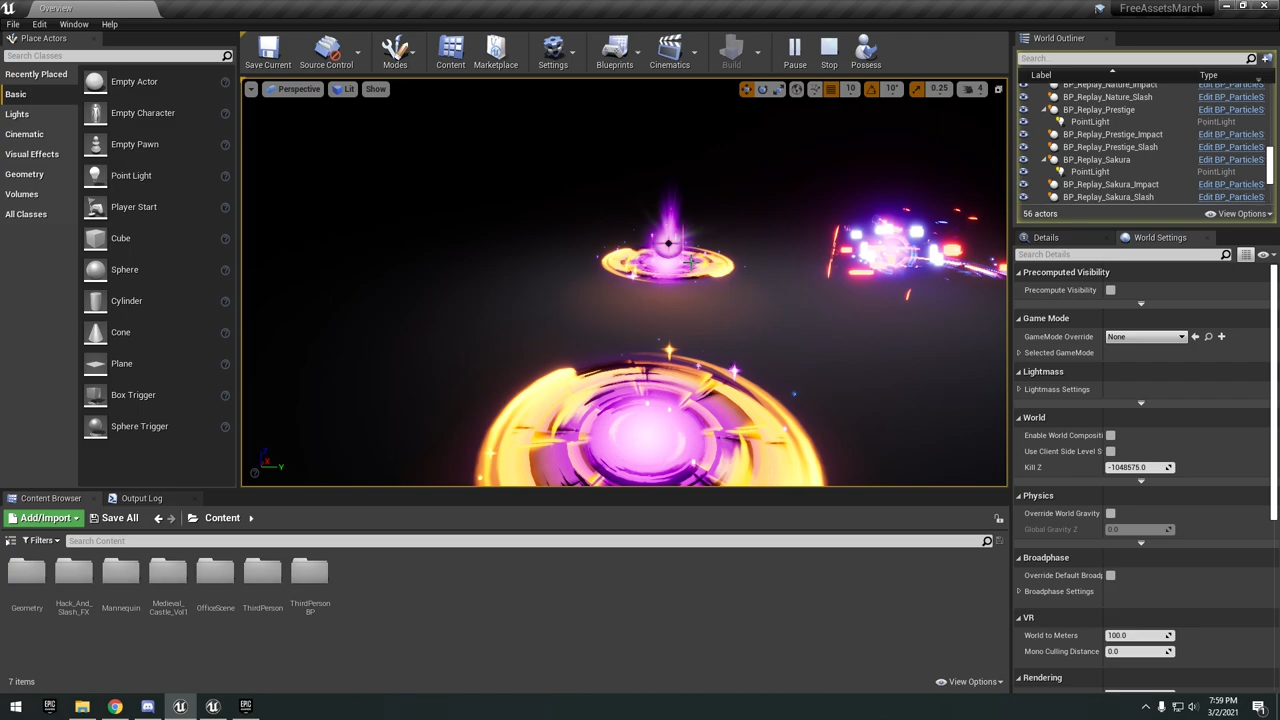 Overview
FreeAssetsMarch
File Edit Window Help
Place Actors
Search Classes
Recently Placed
Basic
Lights
Cinematic
Visual Effects
Geometry
Volumes
All Classes
Empty Actor
Empty Character
Empty Pawn
Point Light
Player Start
Cube
Sphere
Cylinder
Cone
Plane
Box Trigger
Sphere Trigger
Save Current Source Control Modes Content Marketplace Settings Blueprints Cinematics Build Pause Stop Possess
Perspective Lit Show 10 10° 0.25 4
Z X Y
World Outliner
Search...
Label Type
BP_Replay_Nature_Impact Edit BP_ParticleS
BP_Replay_Nature_Slash Edit BP_ParticleS
BP_Replay_Prestige Edit BP_ParticleS
PointLight PointLight
BP_Replay_Prestige_Impact Edit BP_ParticleS
BP_Replay_Prestige_Slash Edit BP_ParticleS
BP_Replay_Sakura Edit BP_ParticleS
PointLight PointLight
BP_Replay_Sakura_Impact Edit BP_ParticleS
BP_Replay_Sakura_Slash Edit BP_ParticleS
56 actors View Options
Details World Settings
Search Details
Precomputed Visibility
Precompute Visibility
Game Mode
GameMode Override None
Selected GameMode
Lightmass
Lightmass Settings
World
Enable World Compositi
Use Client Side Level S
Kill Z -1048575.0
Physics
Override World Gravity
Global Gravity Z 0.0
Broadphase
Override Default Broadp
Broadphase Settings
VR
World to Meters 100.0
Mono Culling Distance 0.0
Rendering
Content Browser Output Log
Add/Import Save All Content
Filters Search Content
Geometry
Hack_And_
Slash_FX
Mannequin
Medieval_
Castle_Vol1
OfficeScene
ThirdPerson
ThirdPerson
BP
7 items View Options
EPIC EPIC
7:59 PM
3/2/2021
1